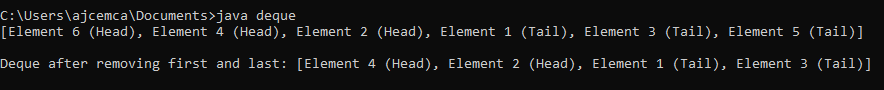 C:\Users\ajcemca\Documents>java deque
[Element 6 (Head), Element 4 (Head), Element 2 (Head), Element 1 (Tail), Element 3 (Tail), Element 5 (Tail)]
Deque after removing first and last: [Element 4 (Head), Element 2 (Head), Element 1 (Tail), Element 3 (Tail)]